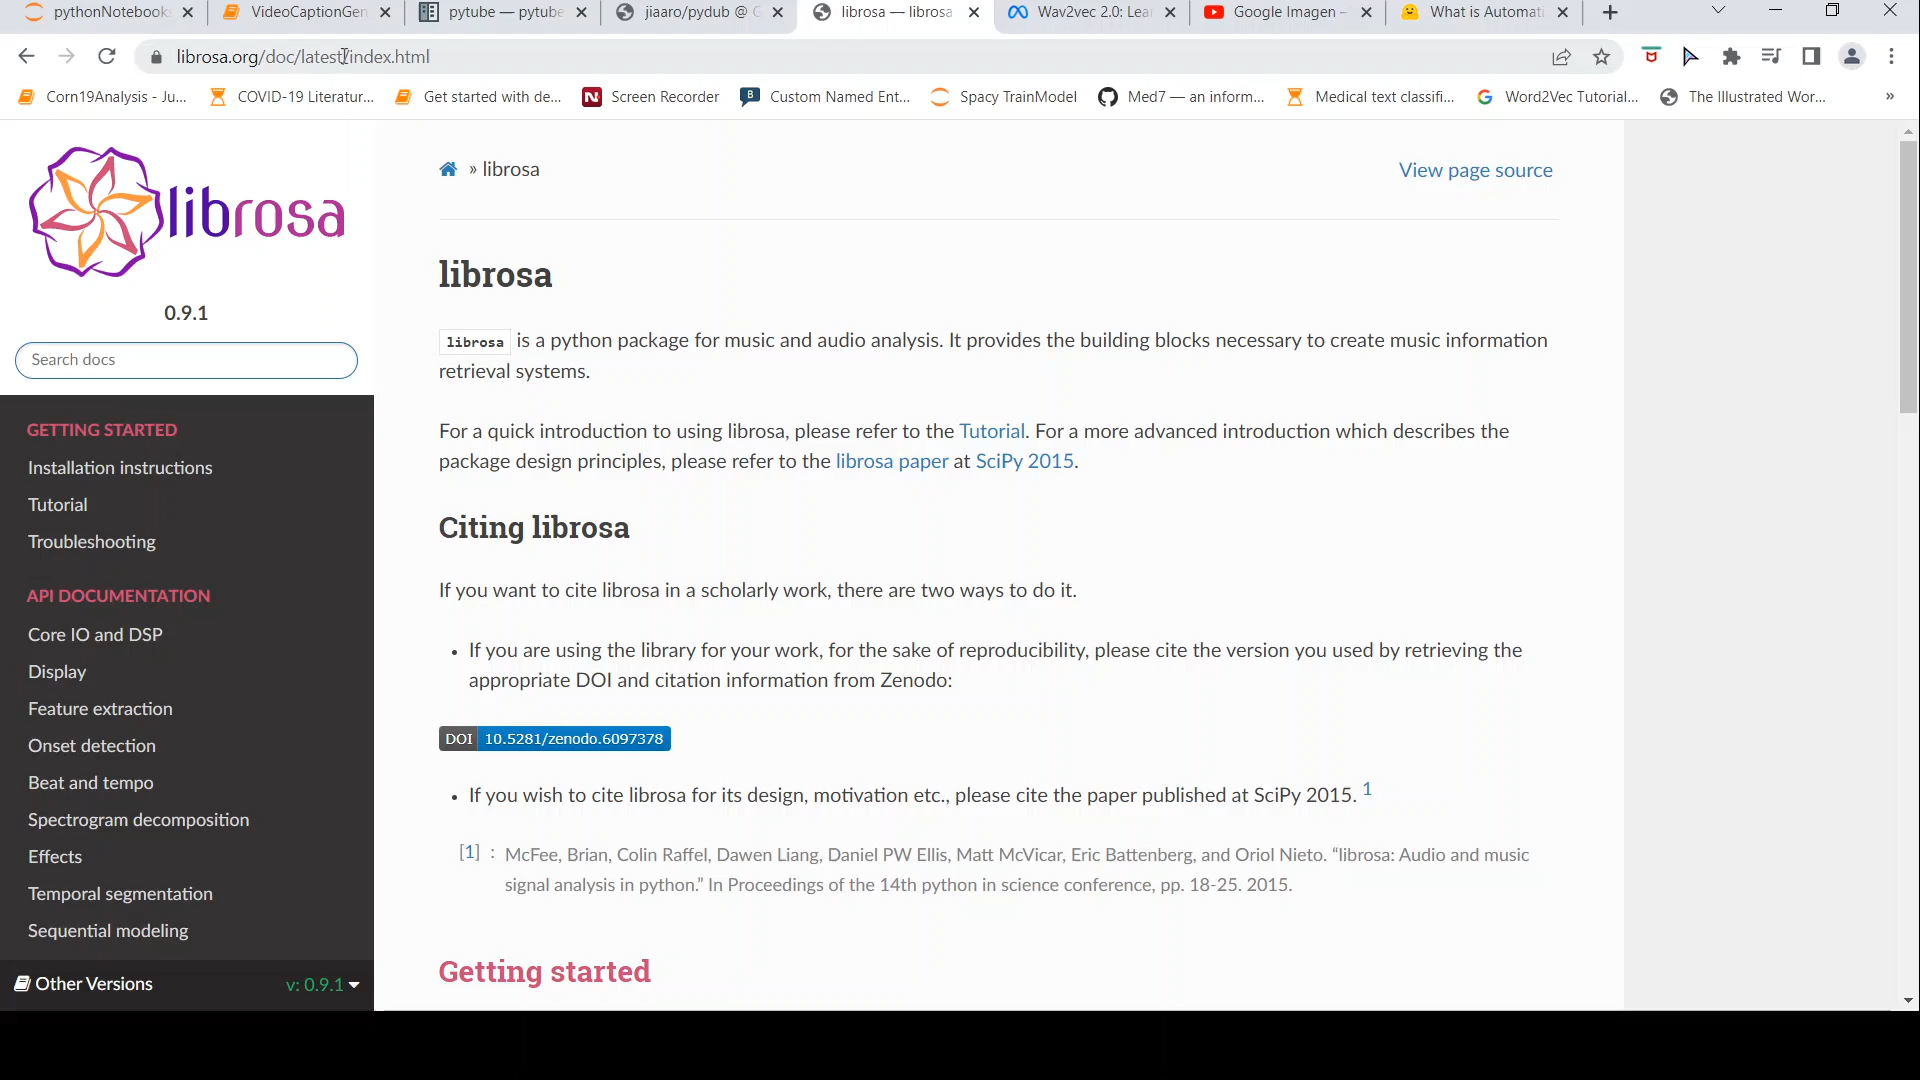 pythonNotebook
VideoCaptionGen
pytube — pytube
jiaaro/pydub @ G
librosa — librosa
Wav2vec 2.0: Lea
Google Imagen –
What is Automati
librosa.org/doc/latest/index.html
Corn19Analysis - Ju...
COVID-19 Literatur...
Get started with de...
Screen Recorder
Custom Named Ent...
Spacy TrainModel
Med7 — an inform...
Medical text classifi...
Word2Vec Tutorial...
The Illustrated Wor...
»
librosa
0.9.1
Search docs
GETTING STARTED
Installation instructions
Tutorial
Troubleshooting
API DOCUMENTATION
Core IO and DSP
Display
Feature extraction
Onset detection
Beat and tempo
Spectrogram decomposition
Effects
Temporal segmentation
Sequential modeling
Other Versions
v: 0.9.1
» librosa
View page source
librosa
librosa is a python package for music and audio analysis. It provides the building blocks necessary to create music information
retrieval systems.
For a quick introduction to using librosa, please refer to the Tutorial. For a more advanced introduction which describes the
package design principles, please refer to the librosa paper at SciPy 2015.
Citing librosa
If you want to cite librosa in a scholarly work, there are two ways to do it.
• If you are using the library for your work, for the sake of reproducibility, please cite the version you used by retrieving the
appropriate DOI and citation information from Zenodo:
DOI 10.5281/zenodo.6097378
• If you wish to cite librosa for its design, motivation etc., please cite the paper published at SciPy 2015. 1
[1] : McFee, Brian, Colin Raffel, Dawen Liang, Daniel PW Ellis, Matt McVicar, Eric Battenberg, and Oriol Nieto. “librosa: Audio and music
signal analysis in python.” In Proceedings of the 14th python in science conference, pp. 18-25. 2015.
Getting started